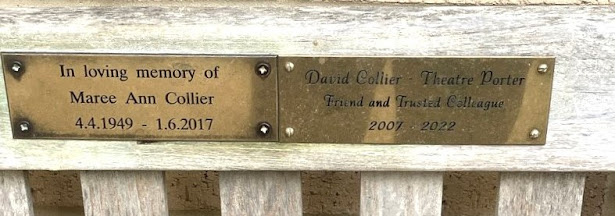 In loving memory of
Maree Ann Collier
4.4.1949 - 1.6.2017
David Collier - Theatre Porter
Friend and Trusted Colleague
2007 - 2022